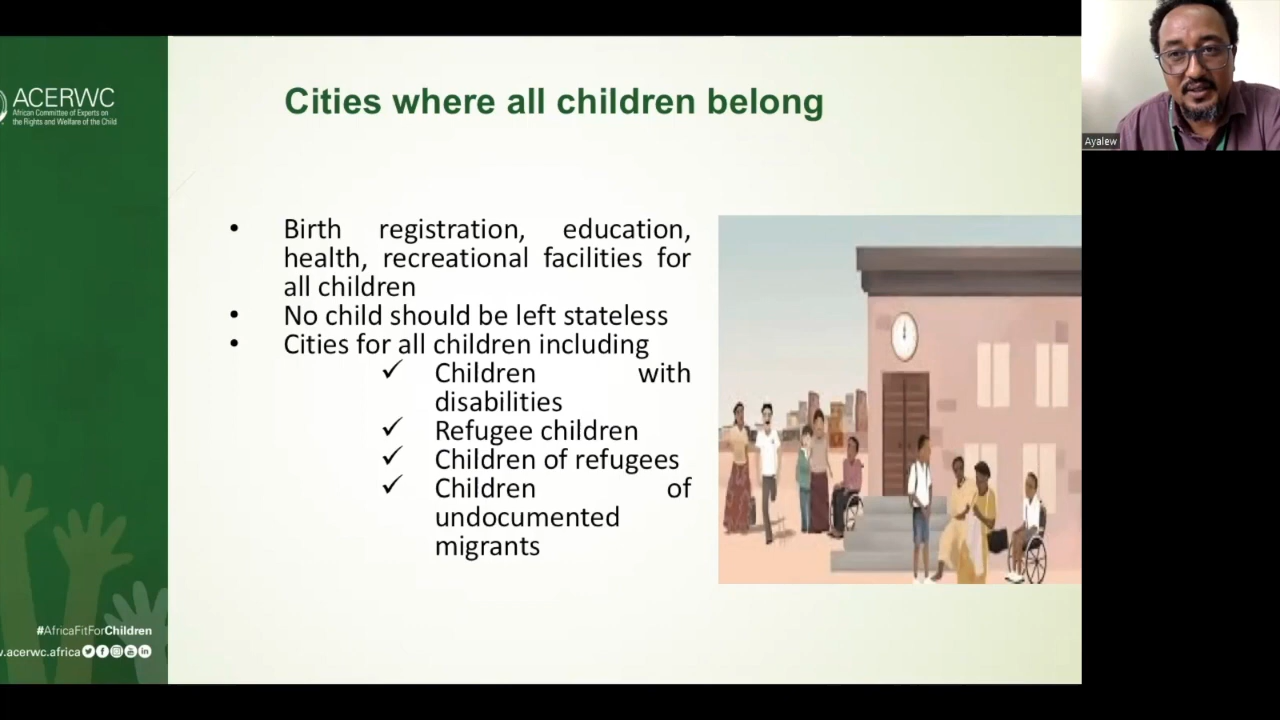 ACERWC
African Committee of Experts on
the Rights and Welfare of the Child
Cities where all children belong
• Birth registration, education,
health, recreational facilities for
all children
• No child should be left stateless
• Cities for all children including
✓ Children with
disabilities
✓ Refugee children
✓ Children of refugees
✓ Children of
undocumented
migrants
#AfricaFitForChildren
.acerwc.africa
Ayalew